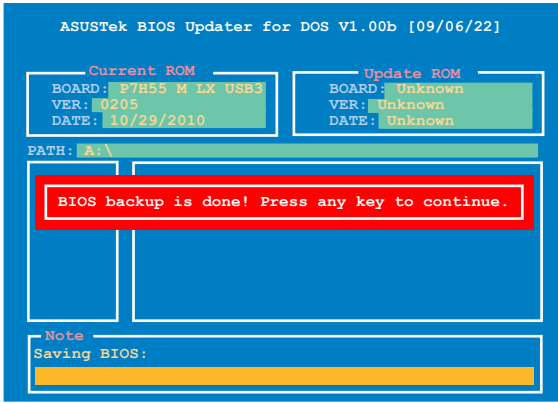 ASUSTek BIOS Updater for DOS V1.00b [09/06/22]
Current ROM
BOARD: P7H55 M LX USB3
VER: 0205
DATE: 10/29/2010
Update ROM
BOARD: Unknown
VER: Unknown
DATE: Unknown
PATH: A:\
BIOS backup is done! Press any key to continue.
Note
Saving BIOS: